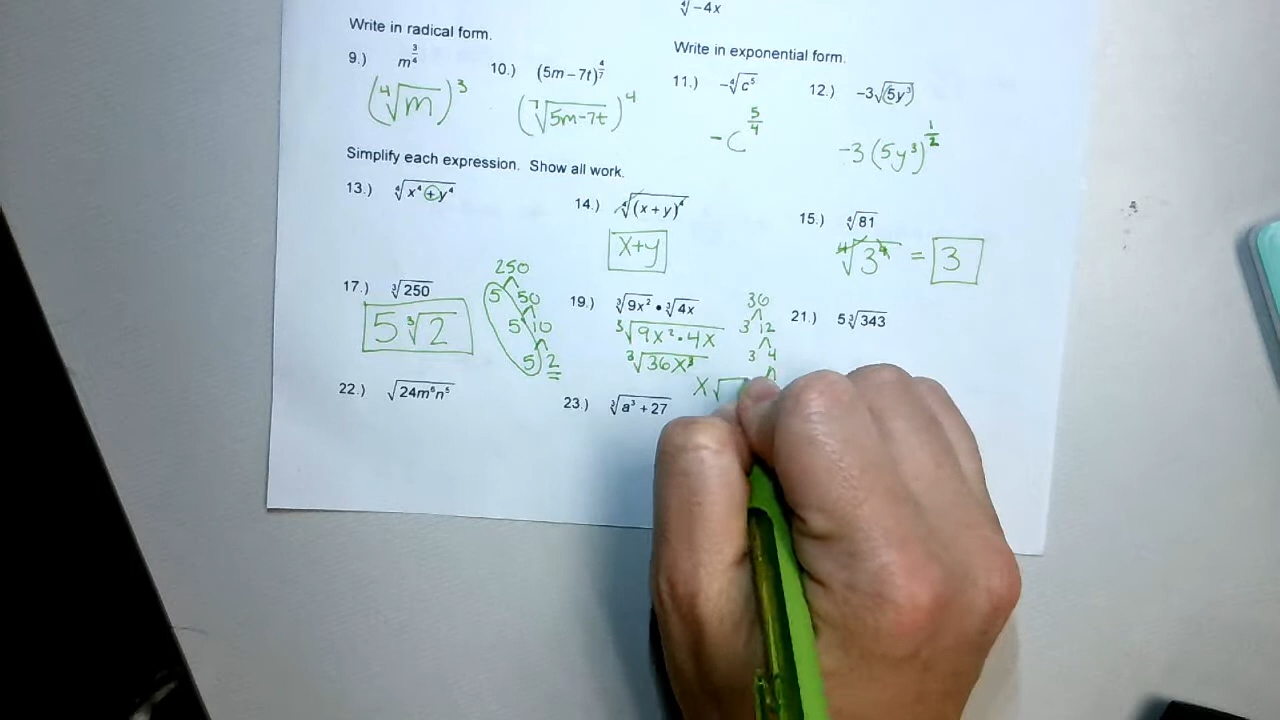 ∜-4x
Write in radical form.
Write in exponential form.
9.) m^(3/4)
10.) (5m – 7t)^(4/7)
11.) -∜c⁵
12.) -3√(5y³)
(∜m)³
(⁷√(5m-7t))⁴
-c^(5/4)
-3(5y³)^(1/2)
Simplify each expression. Show all work.
13.) ∜(x⁴ + y⁴)
14.) ∜(x + y)⁴
15.) ∜81
x+y
∜3⁴ = 3
17.) ∛250
5∛2
250
5 50
5 10
5 2
19.) ∛9x² • ∛4x
∛9x²·4x
∛36x³
x√
36
3 12
3 4
21.) 5∛343
22.) √24m⁶n⁵
23.) ∛(a³ + 27)